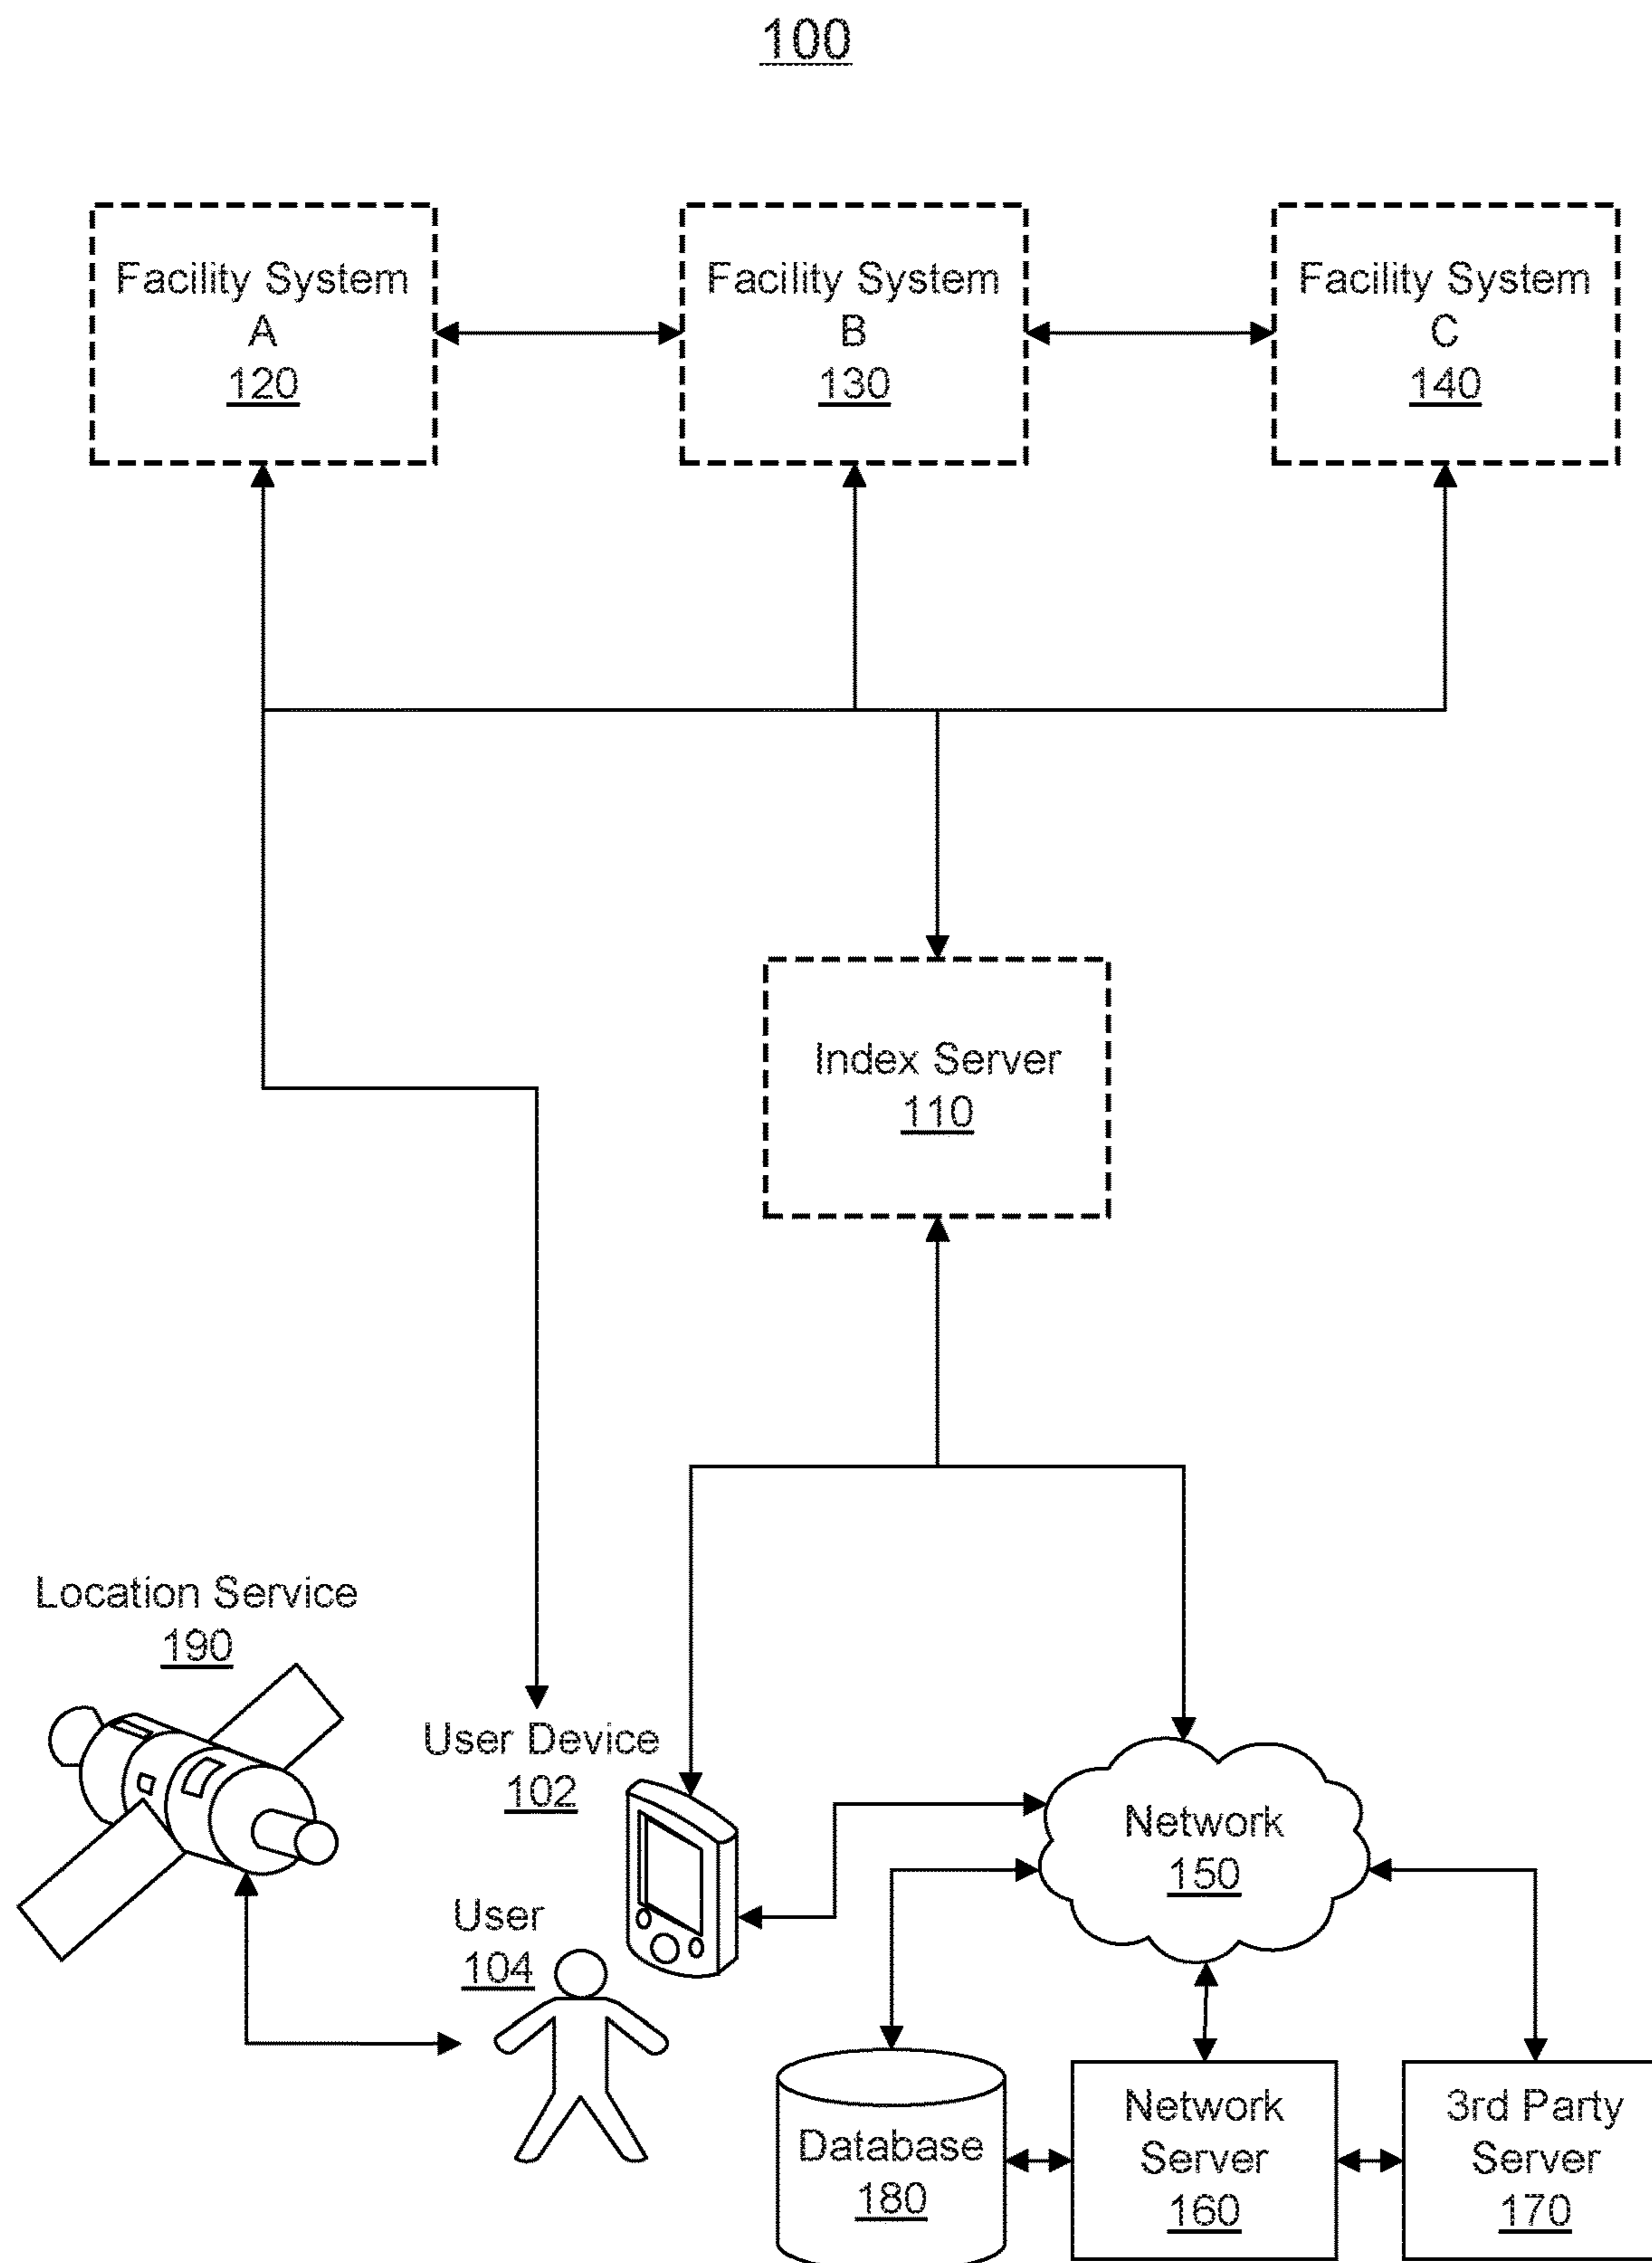 100
Facility System
A
120
Facility System
B
130
Facility System
C
140
Index Server
110
Location Service
190
User Device
102
Network
150
User
104
Database
180
Network
Server
160
3rd Party
Server
170